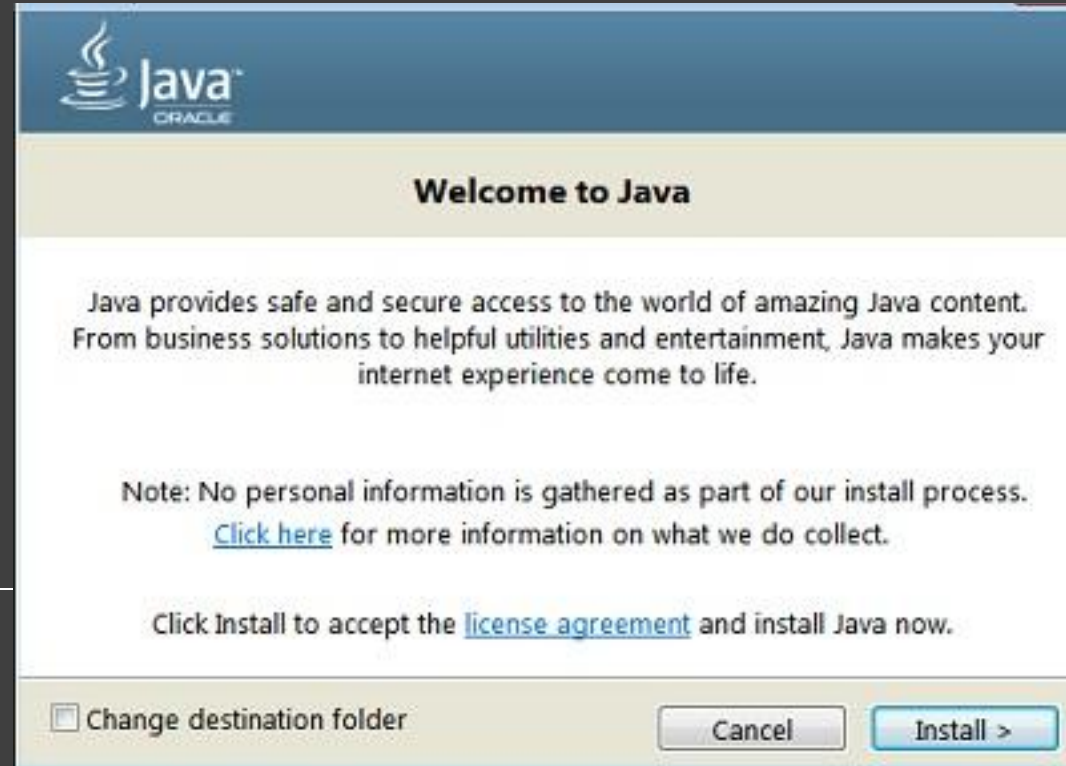 Java™
ORACLE
Welcome to Java
Java provides safe and secure access to the world of amazing Java content.
From business solutions to helpful utilities and entertainment, Java makes your
internet experience come to life.
Note: No personal information is gathered as part of our install process.
Click here for more information on what we do collect.
Click Install to accept the license agreement and install Java now.
Change destination folder
Cancel
Install >